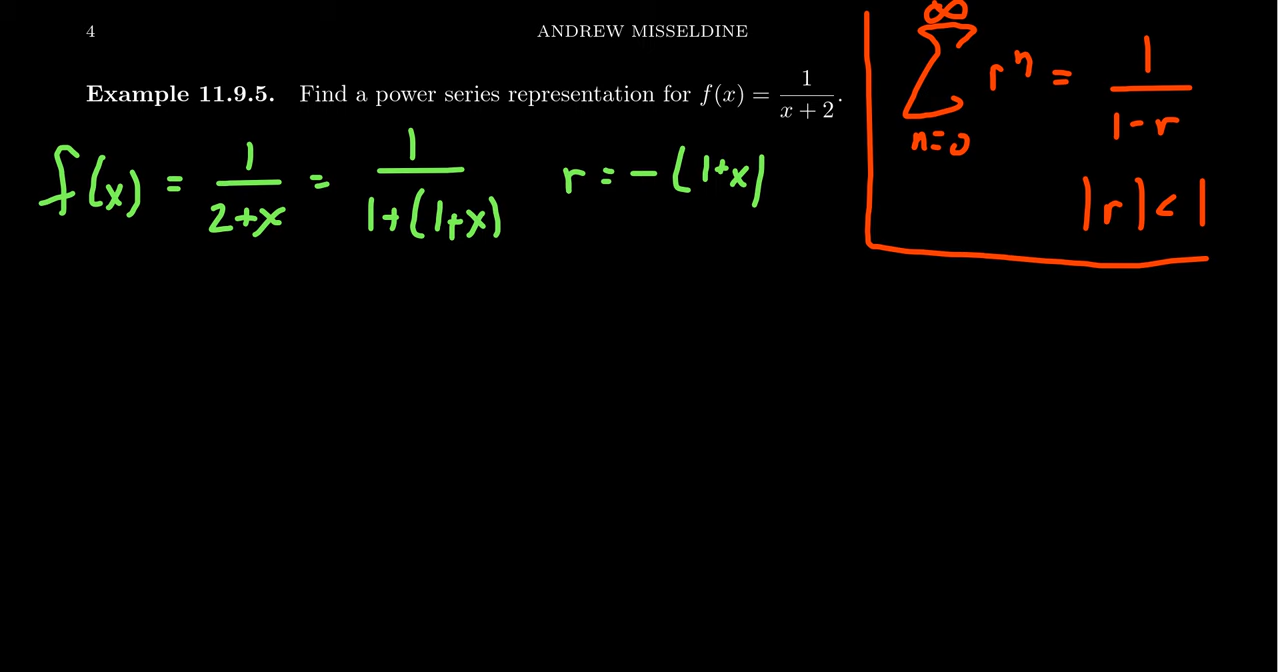 4 ANDREW MISSELDINE
Example 11.9.5. Find a power series representation for f(x) = 1/(x + 2).
f(x) = 1/(2+x) = 1/(1+(1+x)) r = -(1+x)
∑_{n=0}^{∞} r^n = 1/(1-r)
|r| < 1